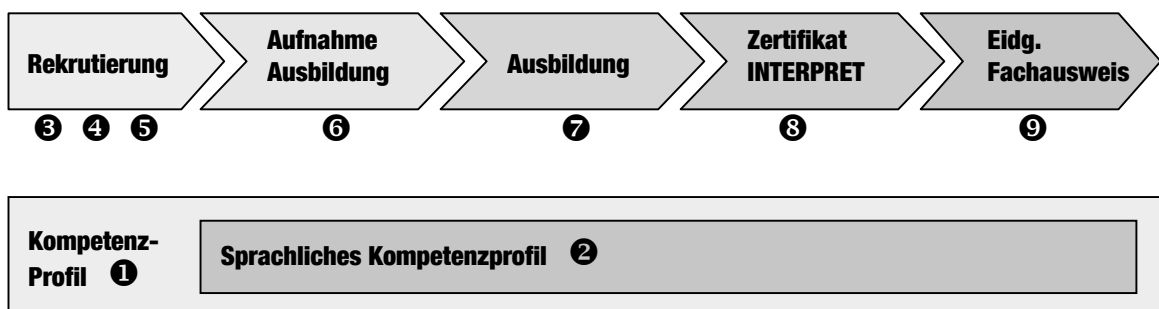 Rekrutierung
Aufnahme
Ausbildung
Ausbildung
Zertifikat
INTERPRET
Eidg.
Fachausweis
❸ ❹ ❺ ❻ ❼ ❽ ❾
Kompetenz-
Profil ❶
Sprachliches Kompetenzprofil ❷